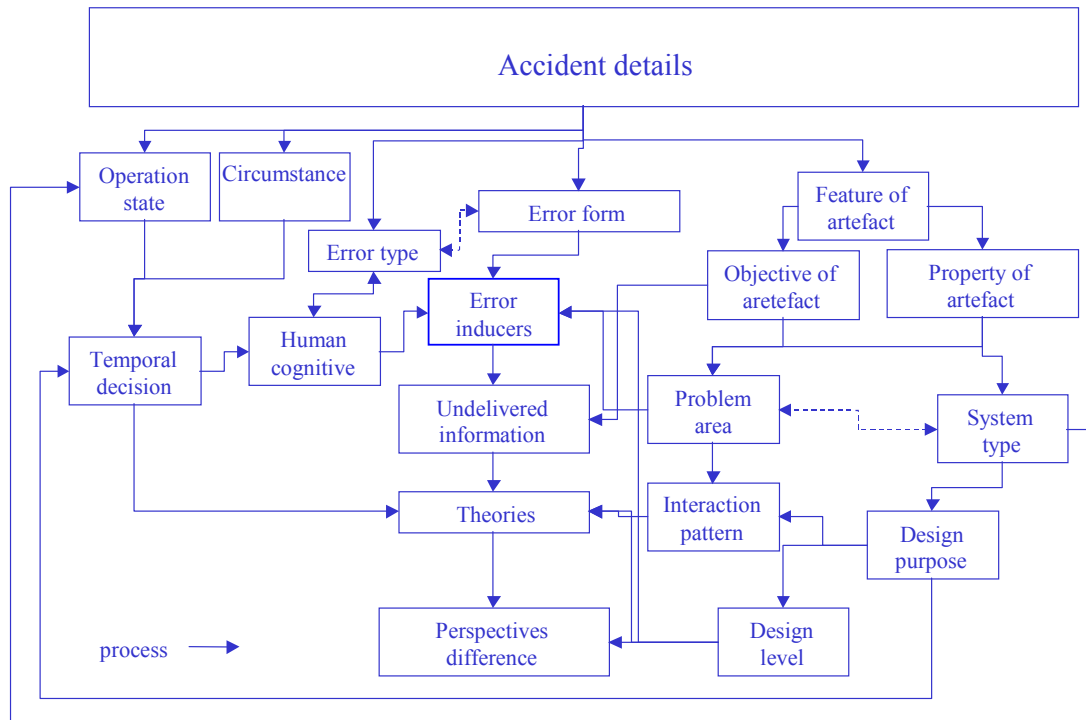 Accident details
Operation
state
Circumstance
Error type
Error form
Feature of
artefact
Objective of
aretefact
Property of
artefact
Error
inducers
Human
cognitive
Temporal
decision
Undelivered
information
Problem
area
System
type
Theories
Interaction
pattern
Design
purpose
Perspectives
difference
Design
level
process